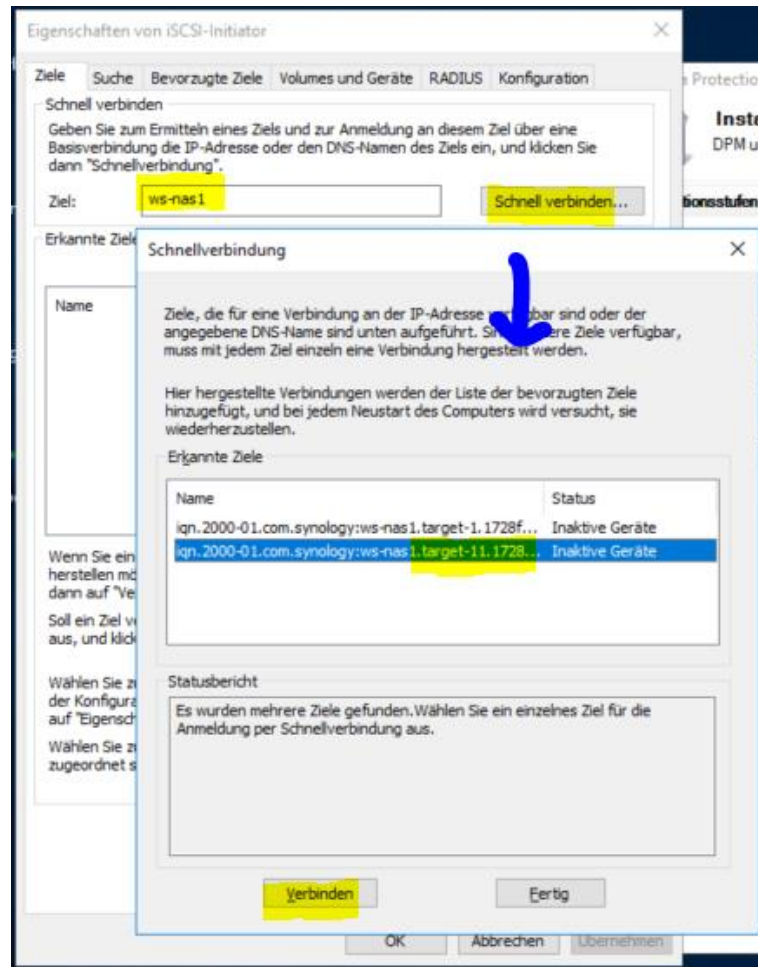 Eigenschaften von iSCSI-Initiator
Ziele Suche Bevorzugte Ziele Volumes und Geräte RADIUS Konfiguration
Schnell verbinden
Geben Sie zum Ermitteln eines Ziels und zur Anmeldung an diesem Ziel über eine
Basisverbindung die IP-Adresse oder den DNS-Namen des Ziels ein, und klicken Sie
dann "Schnellverbindung".
Ziel: ws-nas1 Schnell verbinden...
Erkannte Ziele
Name
Wenn Sie ein
herstellen
dann auf
Soll ein Ziel
aus, und
Wählen Sie
der
auf
Wählen Sie
zugeordnet
Protectio
Insta
DPM u
tionsstufen
Schnellverbindung
Ziele, die für eine Verbindung an der IP-Adresse sind oder der
angegebene DNS-Name sind unten aufgeführt. Ziele verfügbar,
muss mit jedem Ziel einzeln eine Verbindung hergestellt werden.
Hier hergestellte Verbindungen werden der Liste der bevorzugten Ziele
hinzugefügt, und bei jedem Neustart des Computers wird versucht, sie
wiederherzustellen.
Erkannte Ziele
Name Status
iqn.2000-01.com.synology:ws-nas1.target-1.1728f... Inaktive Geräte
iqn.2000-01.com.synology:ws-nas1.target-11.1728... Inaktive Geräte
Statusbericht
Es wurden mehrere Ziele gefunden.Wählen Sie ein einzelnes Ziel für die
Anmeldung per Schnellverbindung aus.
Verbinden Fertig
OK Abbrechen Übernehmen